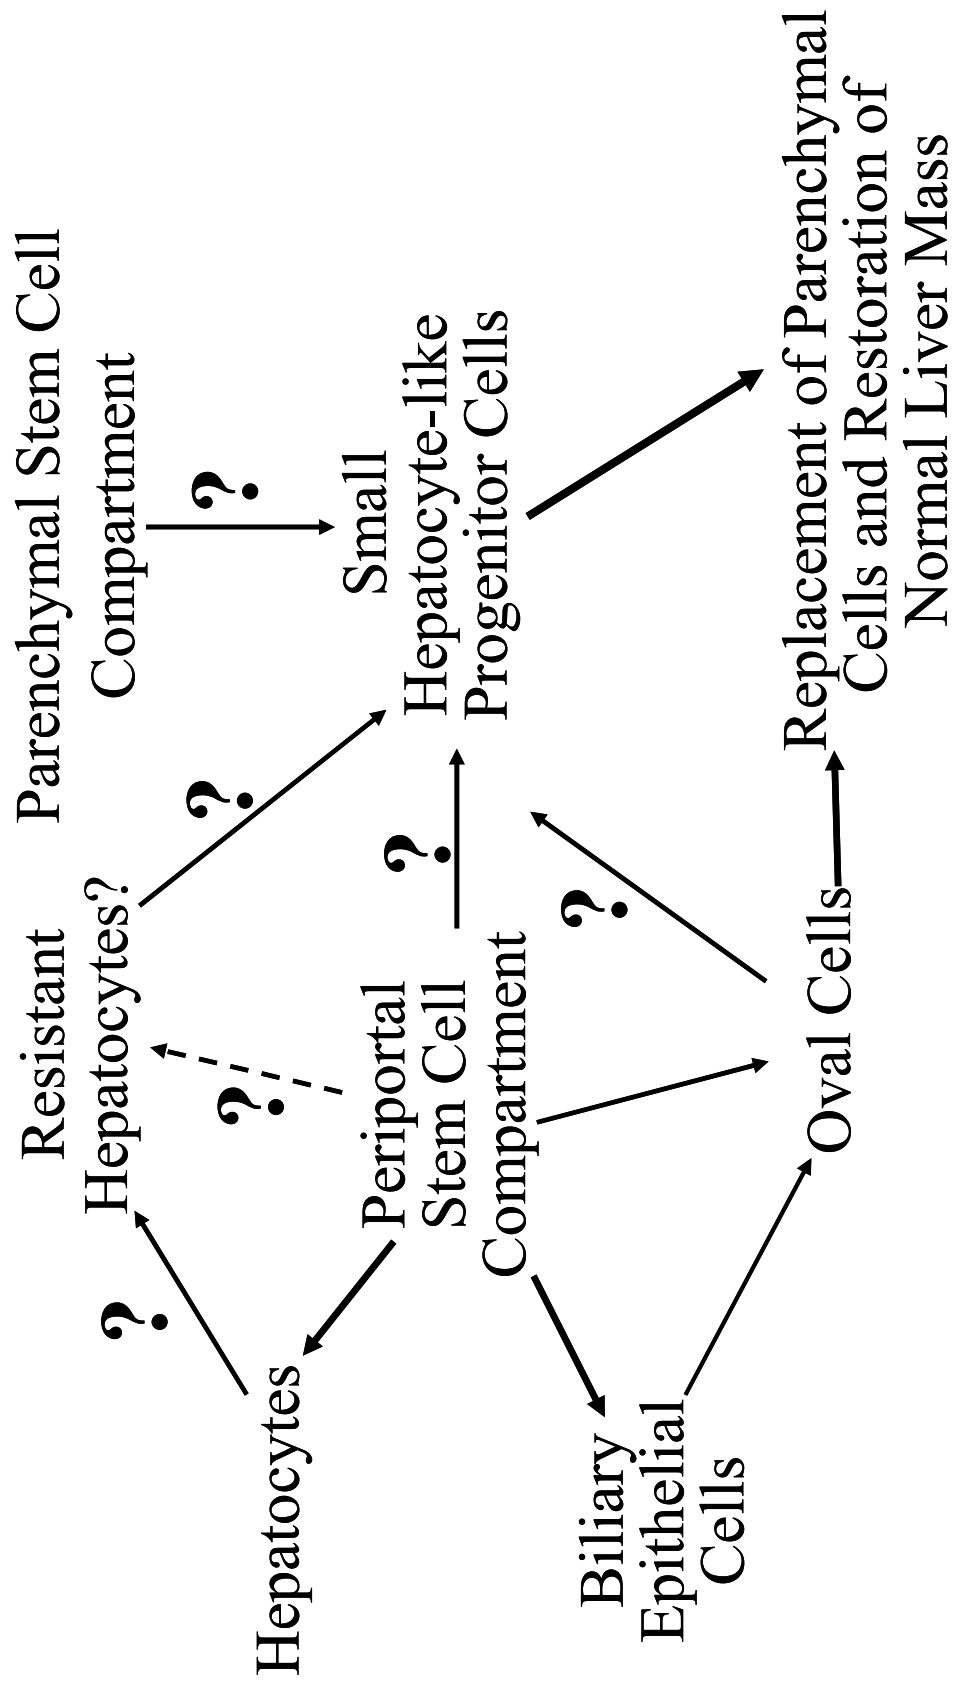 Parenchymal Stem Cell
Compartment
Resistant
Hepatocytes?
?
?
?
?
Hepatocytes
Small
Hepatocyte-like
Progenitor Cells
Periportal
Stem Cell
Compartment
?
?
Biliary
Epithelial
Cells
Oval Cells
Replacement of Parenchymal
Cells and Restoration of
Normal Liver Mass